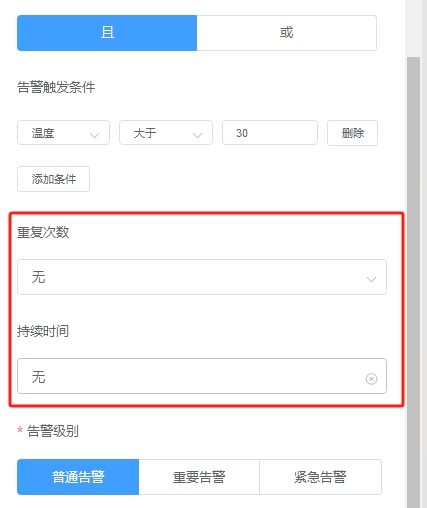 且 或
告警触发条件
温度 大于 30 删除
添加条件
重复次数
无
持续时间
无
* 告警级别
普通告警 重要告警 紧急告警